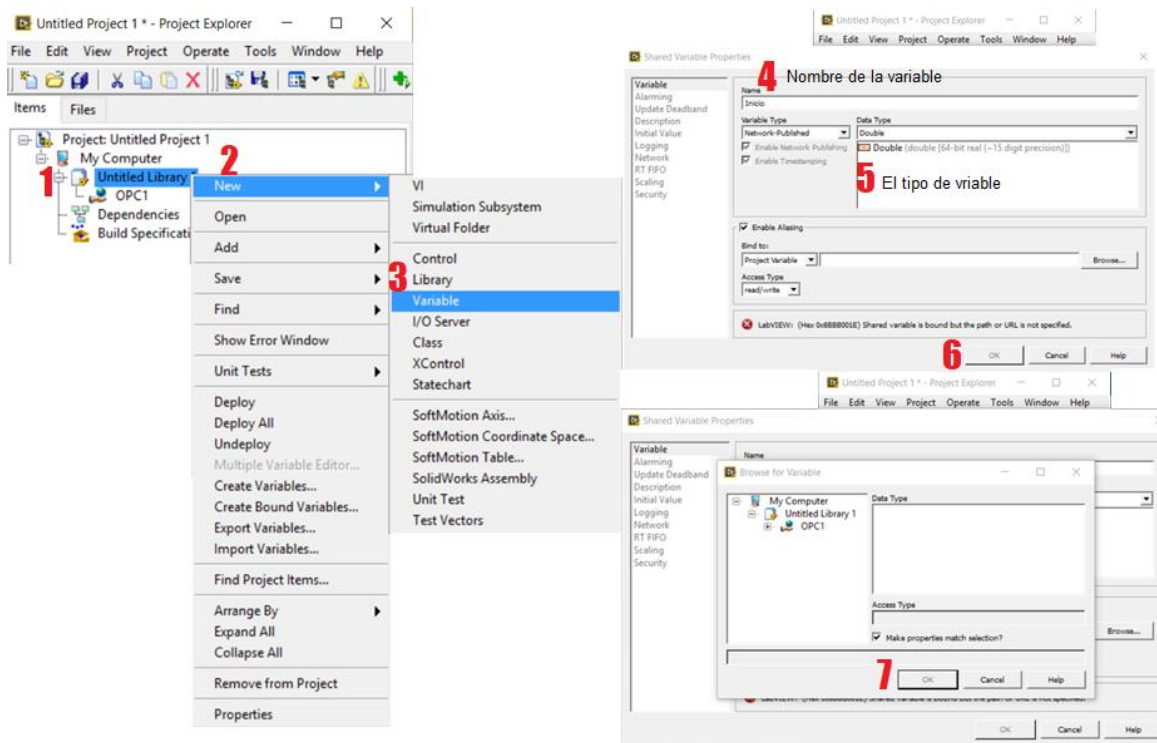 Untitled Project 1 * - Project Explorer
File Edit View Project Operate Tools Window Help
Items Files
Project: Untitled Project 1
My Computer
1
Untitled Library
OPC1
Dependencies
Build Specificati
2
New
Open
Add
Save
Find
Show Error Window
Unit Tests
Deploy
Deploy All
Undeploy
Multiple Variable Editor...
Create Variables...
Create Bound Variables...
Export Variables...
Import Variables...
Find Project Items...
Arrange By
Expand All
Collapse All
Remove from Project
Properties
VI
Simulation Subsystem
Virtual Folder
Control
3
Library
Variable
I/O Server
Class
XControl
Statechart
SoftMotion Axis...
SoftMotion Coordinate Space...
SoftMotion Table...
SolidWorks Assembly
Unit Test
Test Vectors
Untitled Project 1 * - Project Explorer
File Edit View Project Operate Tools Window Help
Shared Variable Properties
Variable
Alarming
Update Deadband
Description
Initial Value
Logging
Network
RT FIFO
Scaling
Security
4 Nombre de la variable
Name
Inicio
Variable Type Data Type
Network-Published Double
Enable Network Publishing Double (double [64-bit real (~15 digit precision)])
Enable Timestamping
5 El tipo de vriable
Enable Aliasing
Bind to:
Project Variable Browse...
Access Type
read/write
LabVIEW: (Hex 0x8BBB001E) Shared variable is bound but the path or URL is not specified.
6
OK Cancel Help
Untitled Project 1 * - Project Explorer
File Edit View Project Operate Tools Window Help
Shared Variable Properties
Variable
Alarming
Update Deadband
Description
Initial Value
Logging
Network
RT FIFO
Scaling
Security
Name
Browse for Variable
My Computer
Untitled Library 1
OPC1
Data Type
Access Type
Make properties match selection?
Browse...
7
OK Cancel Help
OK Cancel Help